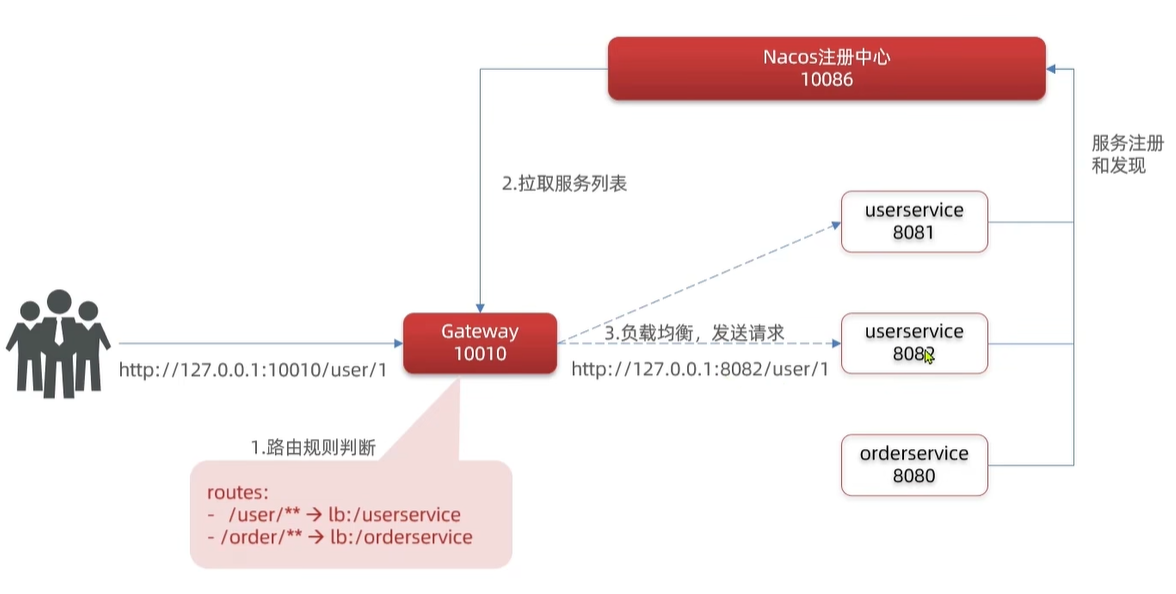 Nacos注册中心
10086
服务注册
和发现
2.拉取服务列表
userservice
8081
Gateway
10010
3.负载均衡，发送请求
userservice
8082
http://127.0.0.1:10010/user/1
http://127.0.0.1:8082/user/1
1.路由规则判断
orderservice
8080
routes:
- /user/** → lb:/userservice
- /order/** → lb:/orderservice